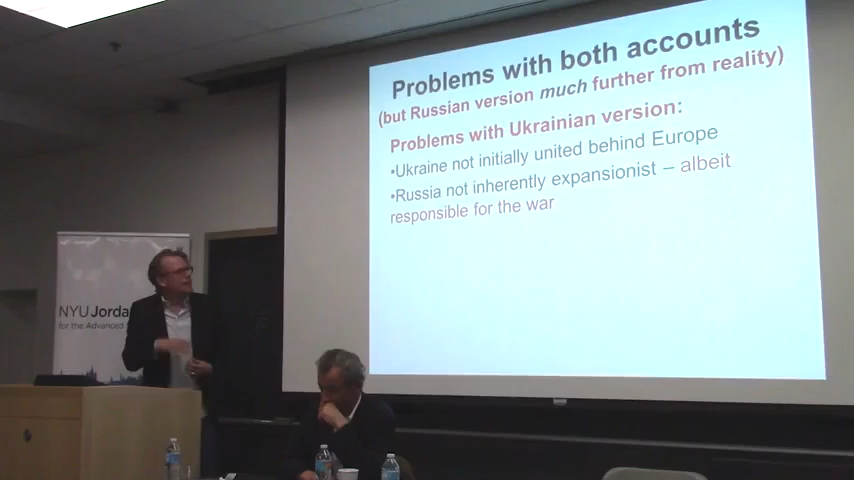 Problems with both accounts
(but Russian version much further from reality)
Problems with Ukrainian version:
•Ukraine not initially united behind Europe
•Russia not inherently expansionist – albeit
responsible for the war
NYU Jorda
for the Advanced